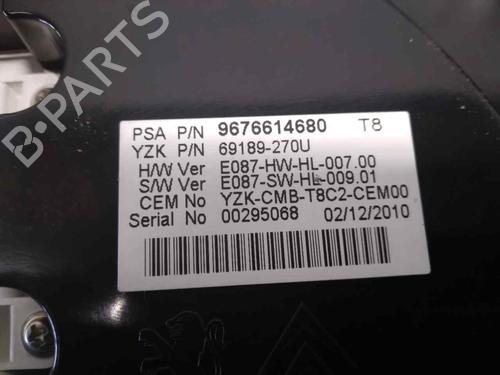 PSA P/N 9676614680 T8
YZK P/N 69189-270U
H/W Ver E087-HW-HL-007.00
S/W Ver E087-SW-HL-009.01
CEM No YZK-CMB-T8C2-CEM00
Serial No 00295068 02/12/2010
B-PARTS